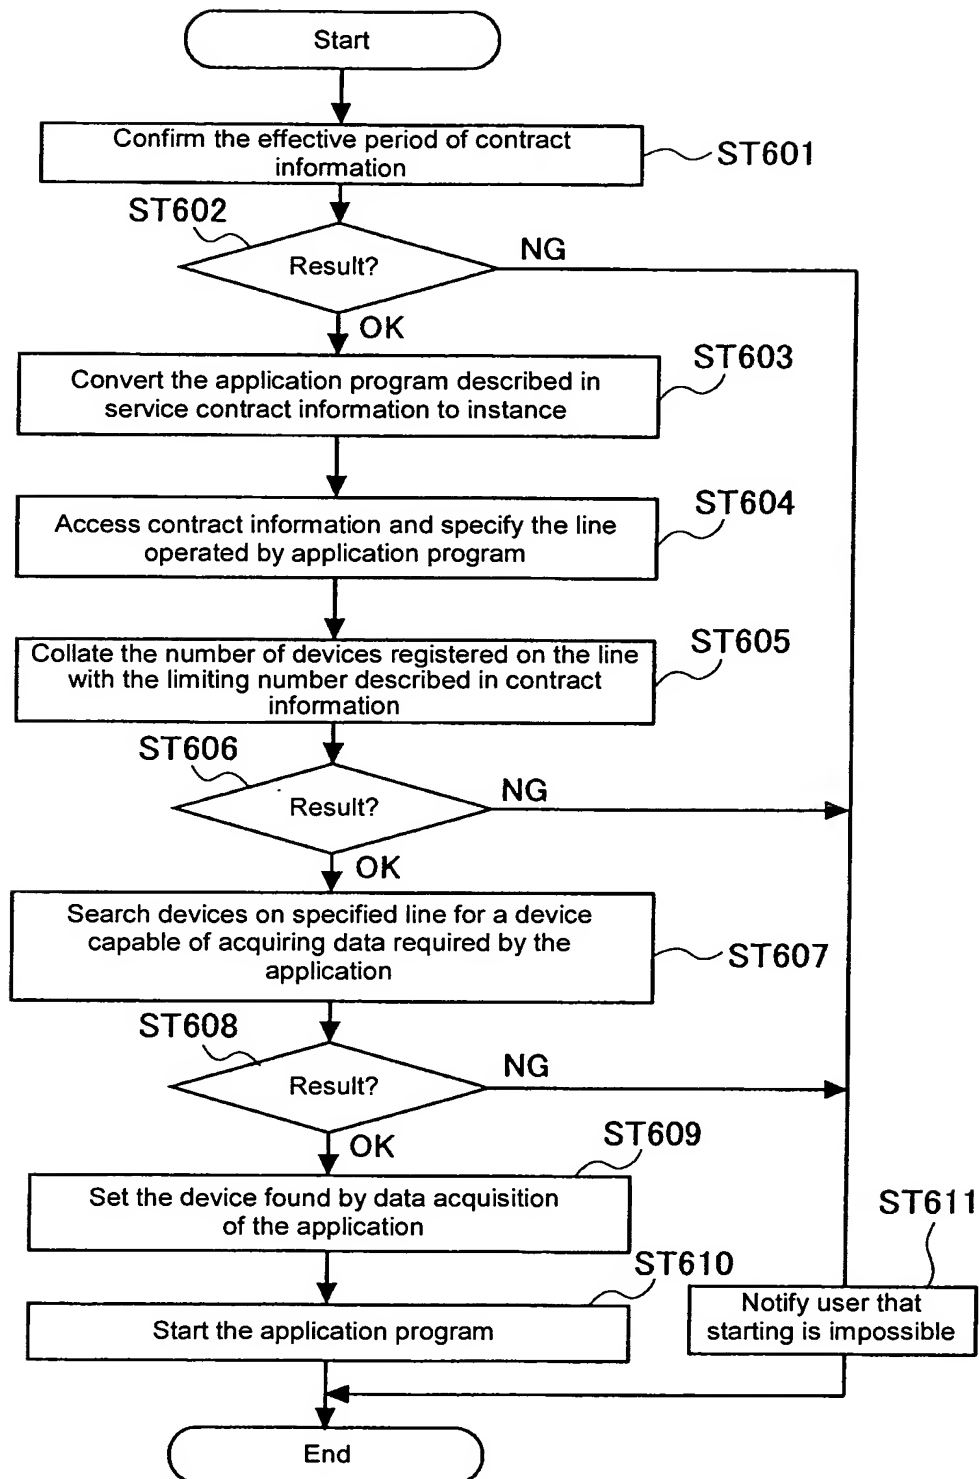 Start
Confirm the effective period of contract
information
ST601
ST602
Result?
NG
OK
ST603
Convert the application program described in
service contract information to instance
ST604
Access contract information and specify the line
operated by application program
ST605
Collate the number of devices registered on the line
with the limiting number described in contract
information
ST606
Result?
NG
OK
Search devices on specified line for a device
capable of acquiring data required by the
application
ST607
ST608
Result?
NG
OK
ST609
Set the device found by data acquisition
of the application
ST610
Start the application program
ST611
Notify user that
starting is impossible
End